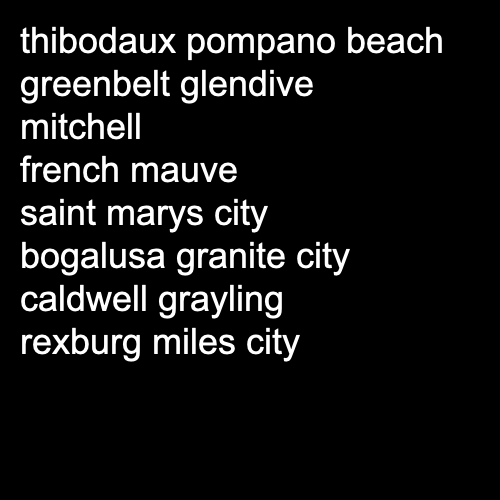 thibodaux pompano beach
greenbelt glendive
mitchell
french mauve
saint marys city
bogalusa granite city
caldwell grayling
rexburg miles city